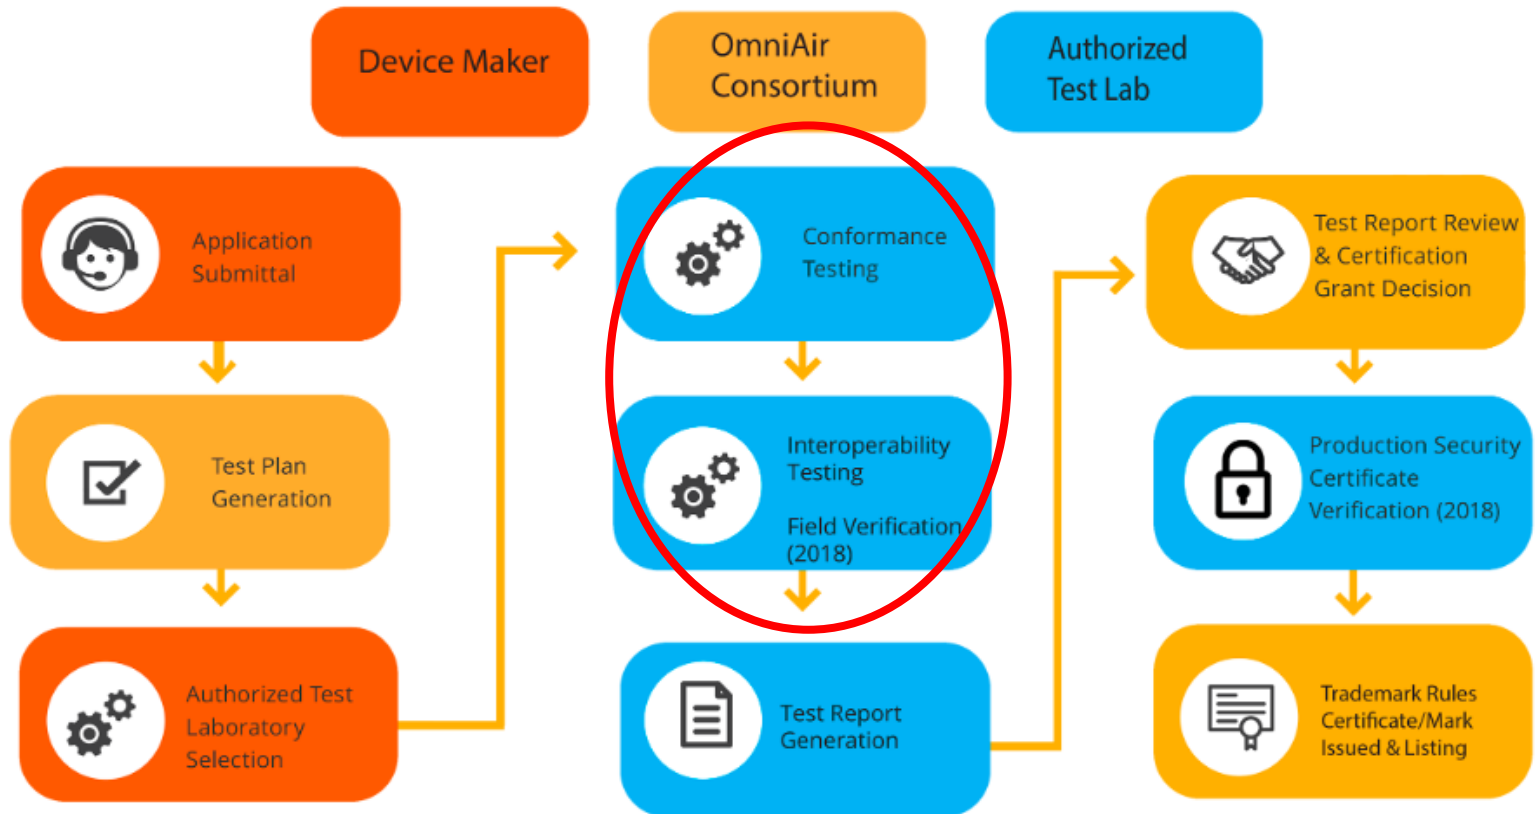 Device Maker
OmniAir
Consortium
Authorized
Test Lab
Application
Submittal
Test Plan
Generation
Authorized Test
Laboratory
Selection
Conformance
Testing
Interoperability
Testing
Field Verification
(2018)
Test Report
Generation
Test Report Review
& Certification
Grant Decision
Production Security
Certificate
Verification (2018)
Trademark Rules
Certificate/Mark
Issued & Listing